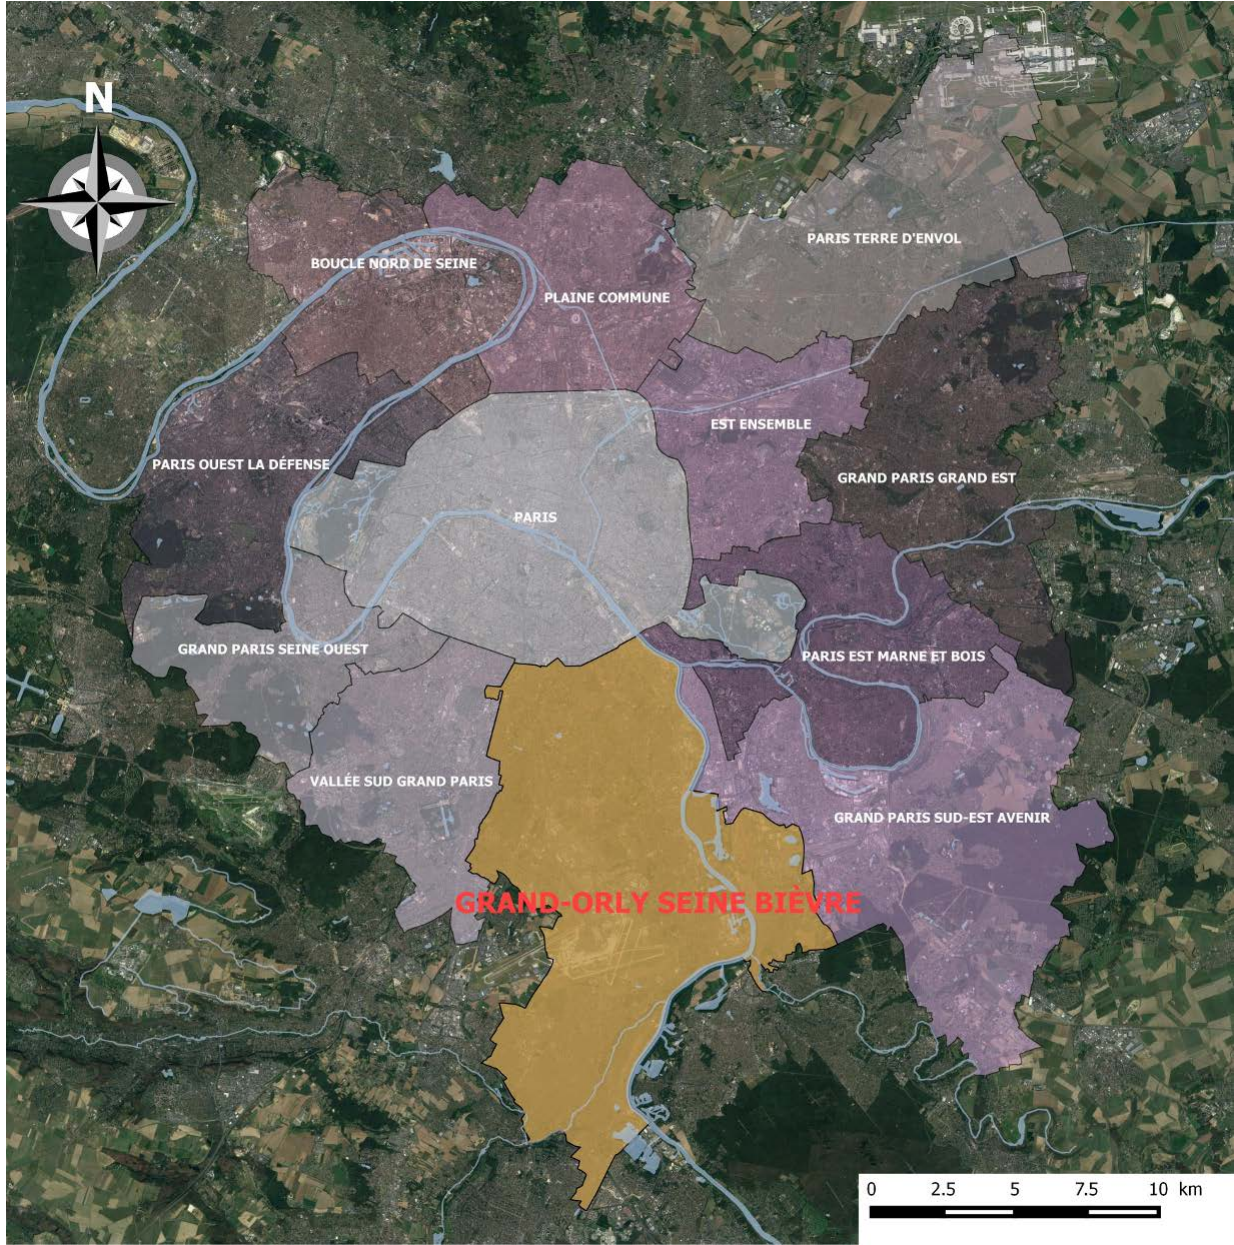 N
PARIS TERRE D'ENVOL
BOUCLE NORD DE SEINE
PLAINE COMMUNE
EST ENSEMBLE
PARIS OUEST LA DÉFENSE
GRAND PARIS GRAND EST
PARIS
GRAND PARIS SEINE OUEST
PARIS EST MARNE ET BOIS
VALLÉE SUD GRAND PARIS
GRAND PARIS SUD-EST AVENIR
GRAND-ORLY SEINE BIÈVRE
0 2.5 5 7.5 10 km